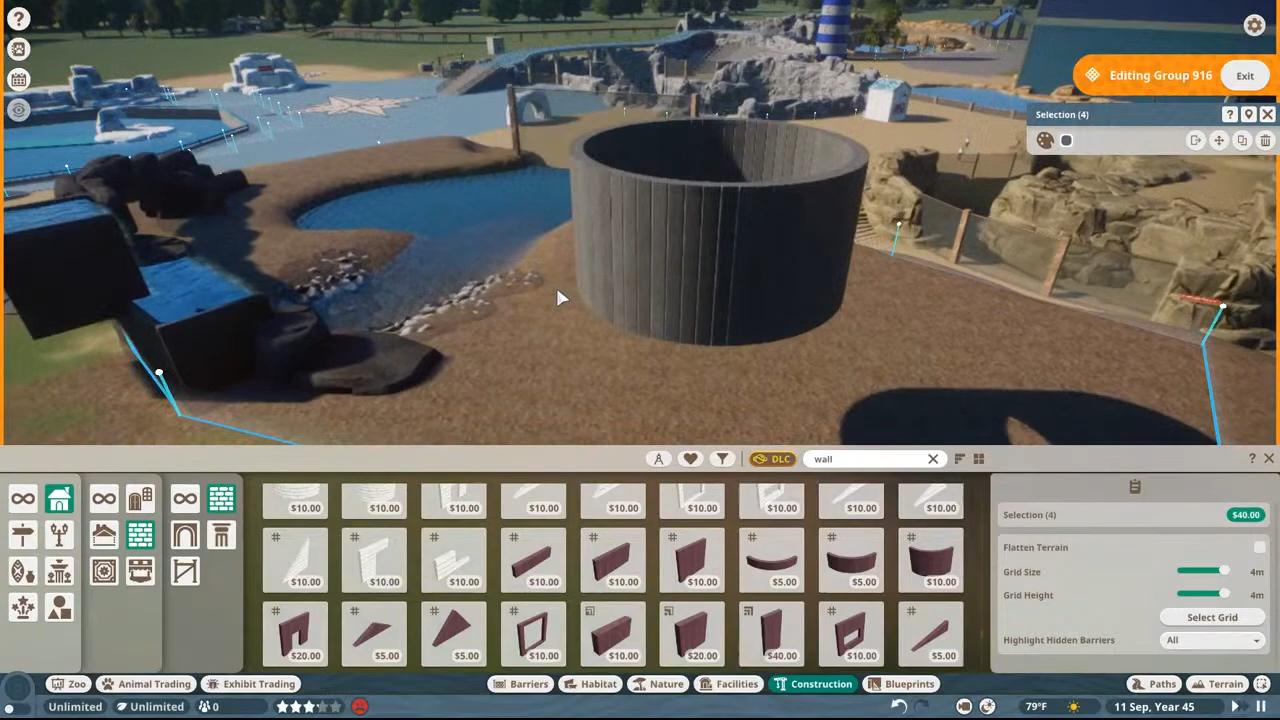 ?
Editing Group 916
Exit
Selection (4)
?
DLC
wall
?
$10.00 $10.00 $10.00 $10.00 $10.00 $10.00 $10.00 $10.00 $10.00
$10.00 $10.00 $10.00 $10.00 $10.00 $10.00 $5.00 $5.00 $10.00
$20.00 $5.00 $5.00 $10.00 $10.00 $20.00 $40.00 $10.00 $5.00
Selection (4)
$40.00
Flatten Terrain
Grid Size
4m
Grid Height
4m
Select Grid
Highlight Hidden Barriers
All
Zoo
Animal Trading
Exhibit Trading
Barriers
Habitat
Nature
Facilities
Construction
Blueprints
Paths
Terrain
Unlimited
Unlimited
0
79°F
11 Sep, Year 45